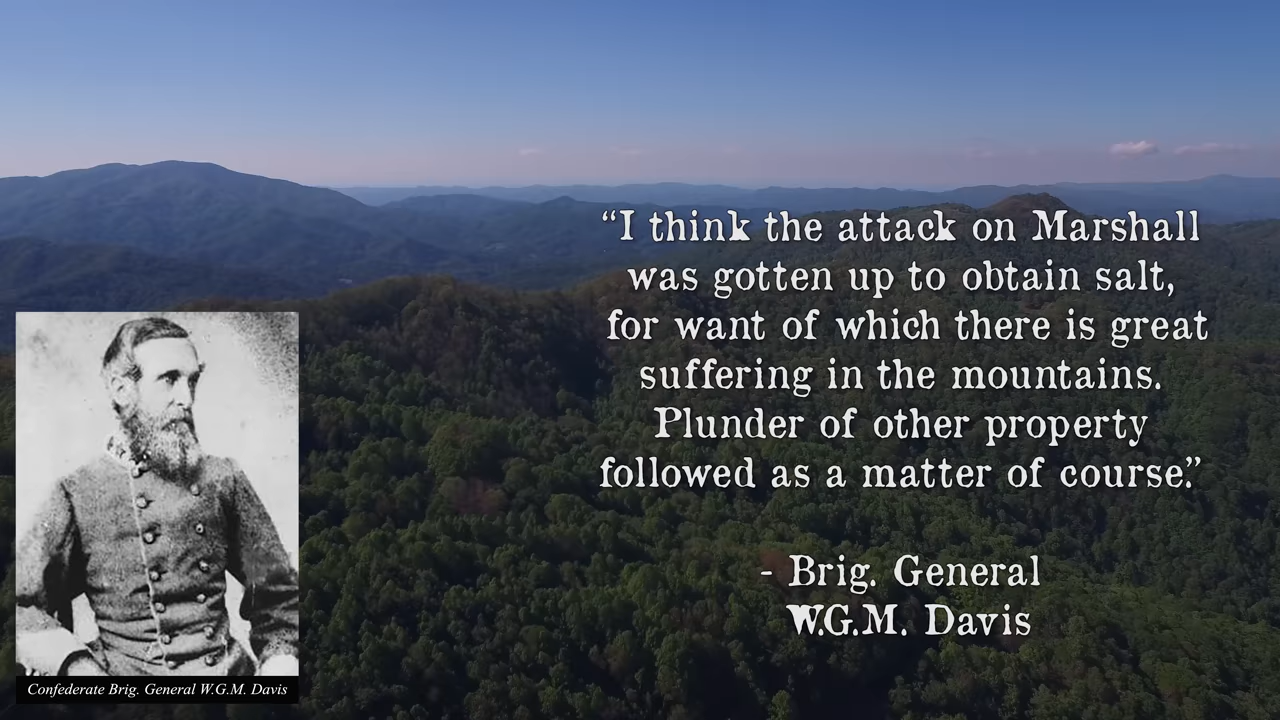 “I think the attack on Marshall
was gotten up to obtain salt,
for want of which there is great
suffering in the mountains.
Plunder of other property
followed as a matter of course.”
- Brig. General
W.G.M. Davis
Confederate Brig. General W.G.M. Davis